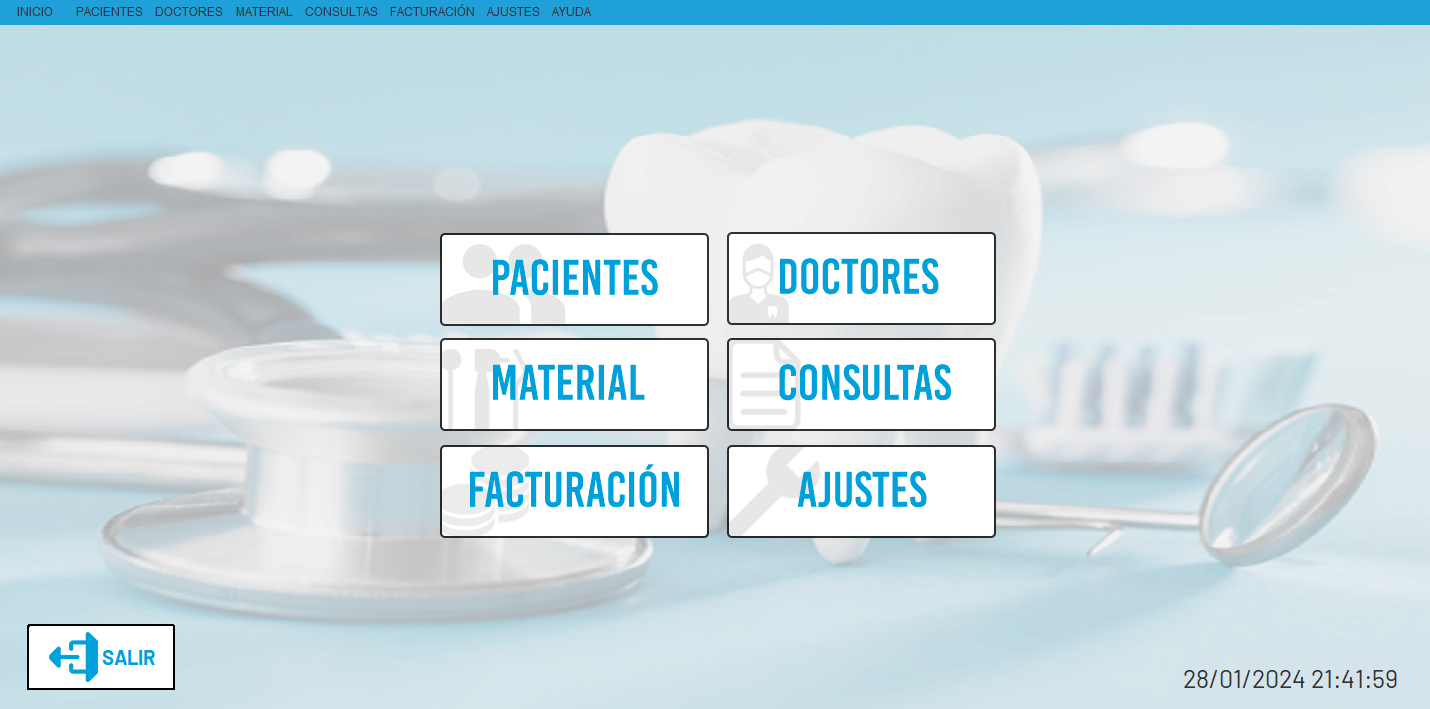 INICIO PACIENTES DOCTORES MATERIAL CONSULTAS FACTURACIÓN AJUSTES AYUDA
PACIENTES DOCTORES
MATERIAL CONSULTAS
FACTURACIÓN AJUSTES
SALIR
28/01/2024 21:41:59